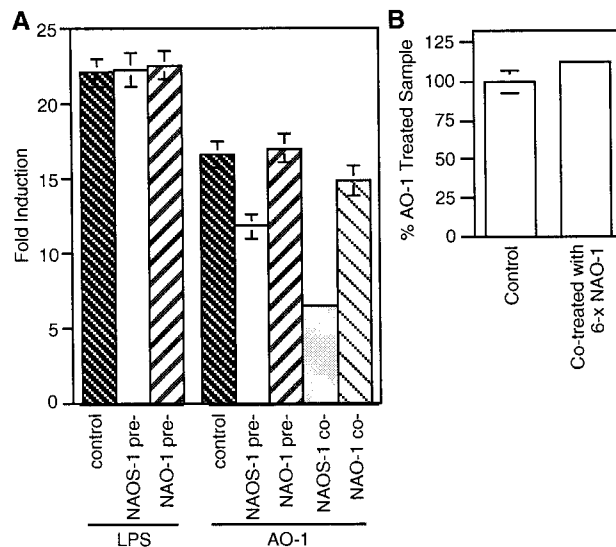 A
Fold Induction
25
22
15
12
5
0
control
NAOS-1 pre-
NAO-1 pre-
control
NAOS-1 pre-
NAO-1 pre-
NAOS-1 co-
NAO-1 co-
LPS
AO-1
B
% AO-1 Treated Sample
125
100
75
50
25
0
Control
Co-treated with
6-x NAO-1